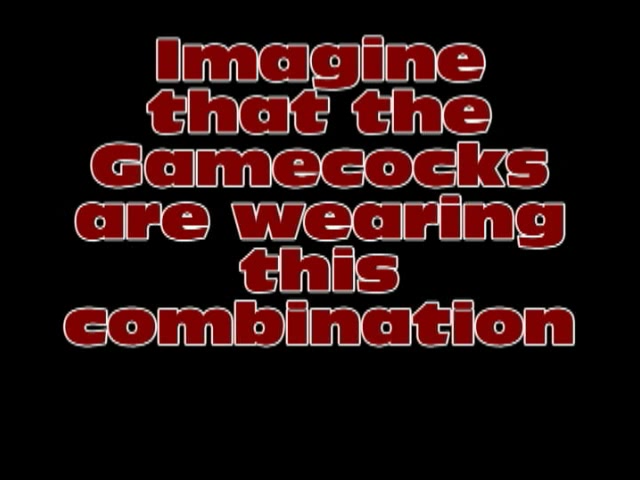 Imagine
that the
Gamecocks
are wearing
this
combination